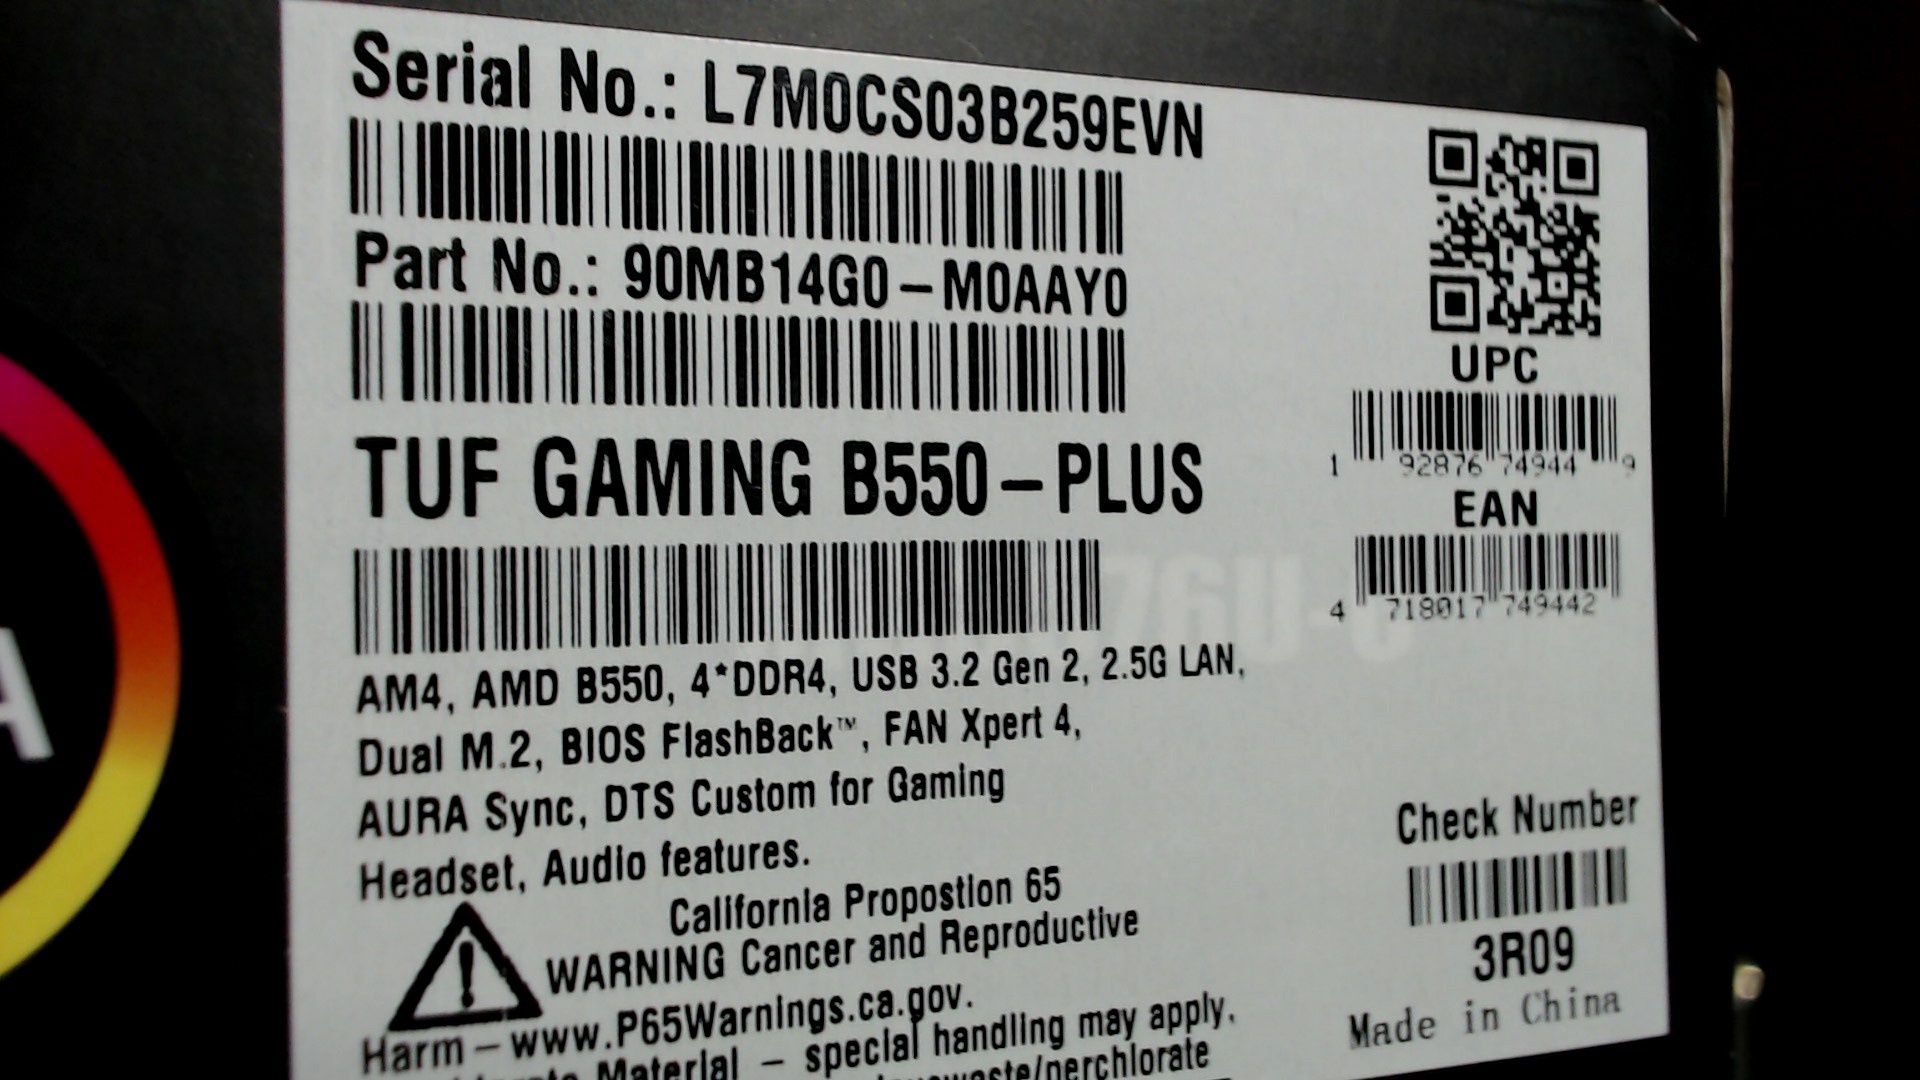 Serial No.: L7M0CS03B259EVN
Part No.: 90MB14G0-M0AAY0
UPC
1 92876 74944 9
TUF GAMING B550-PLUS
EAN
4 718017 749442
AM4, AMD B550, 4*DDR4, USB 3.2 Gen 2, 2.5G LAN,
Dual M.2, BIOS FlashBack™, FAN Xpert 4,
AURA Sync, DTS Custom for Gaming
Headset, Audio features.
California Propostion 65
WARNING Cancer and Reproductive
Harm - www.P65Warnings.ca.gov.
Material - special handling may apply.
Check Number
3R09
Made in China